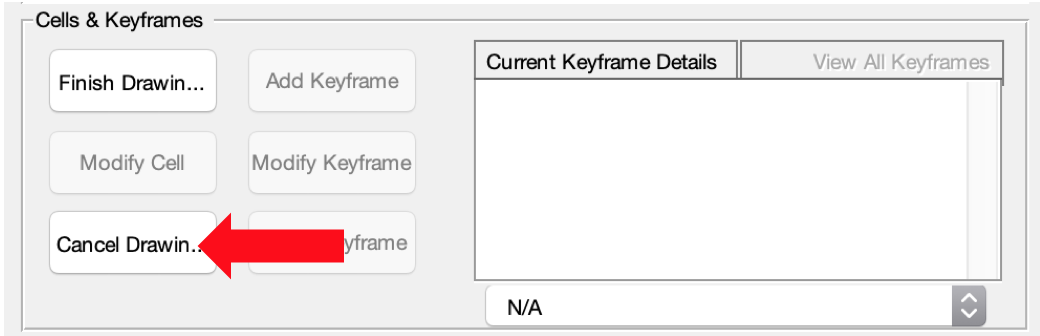 Cells & Keyframes
Finish Drawin...
Add Keyframe
Current Keyframe Details
View All Keyframes
Modify Cell
Modify Keyframe
Cancel Drawin..
N/A